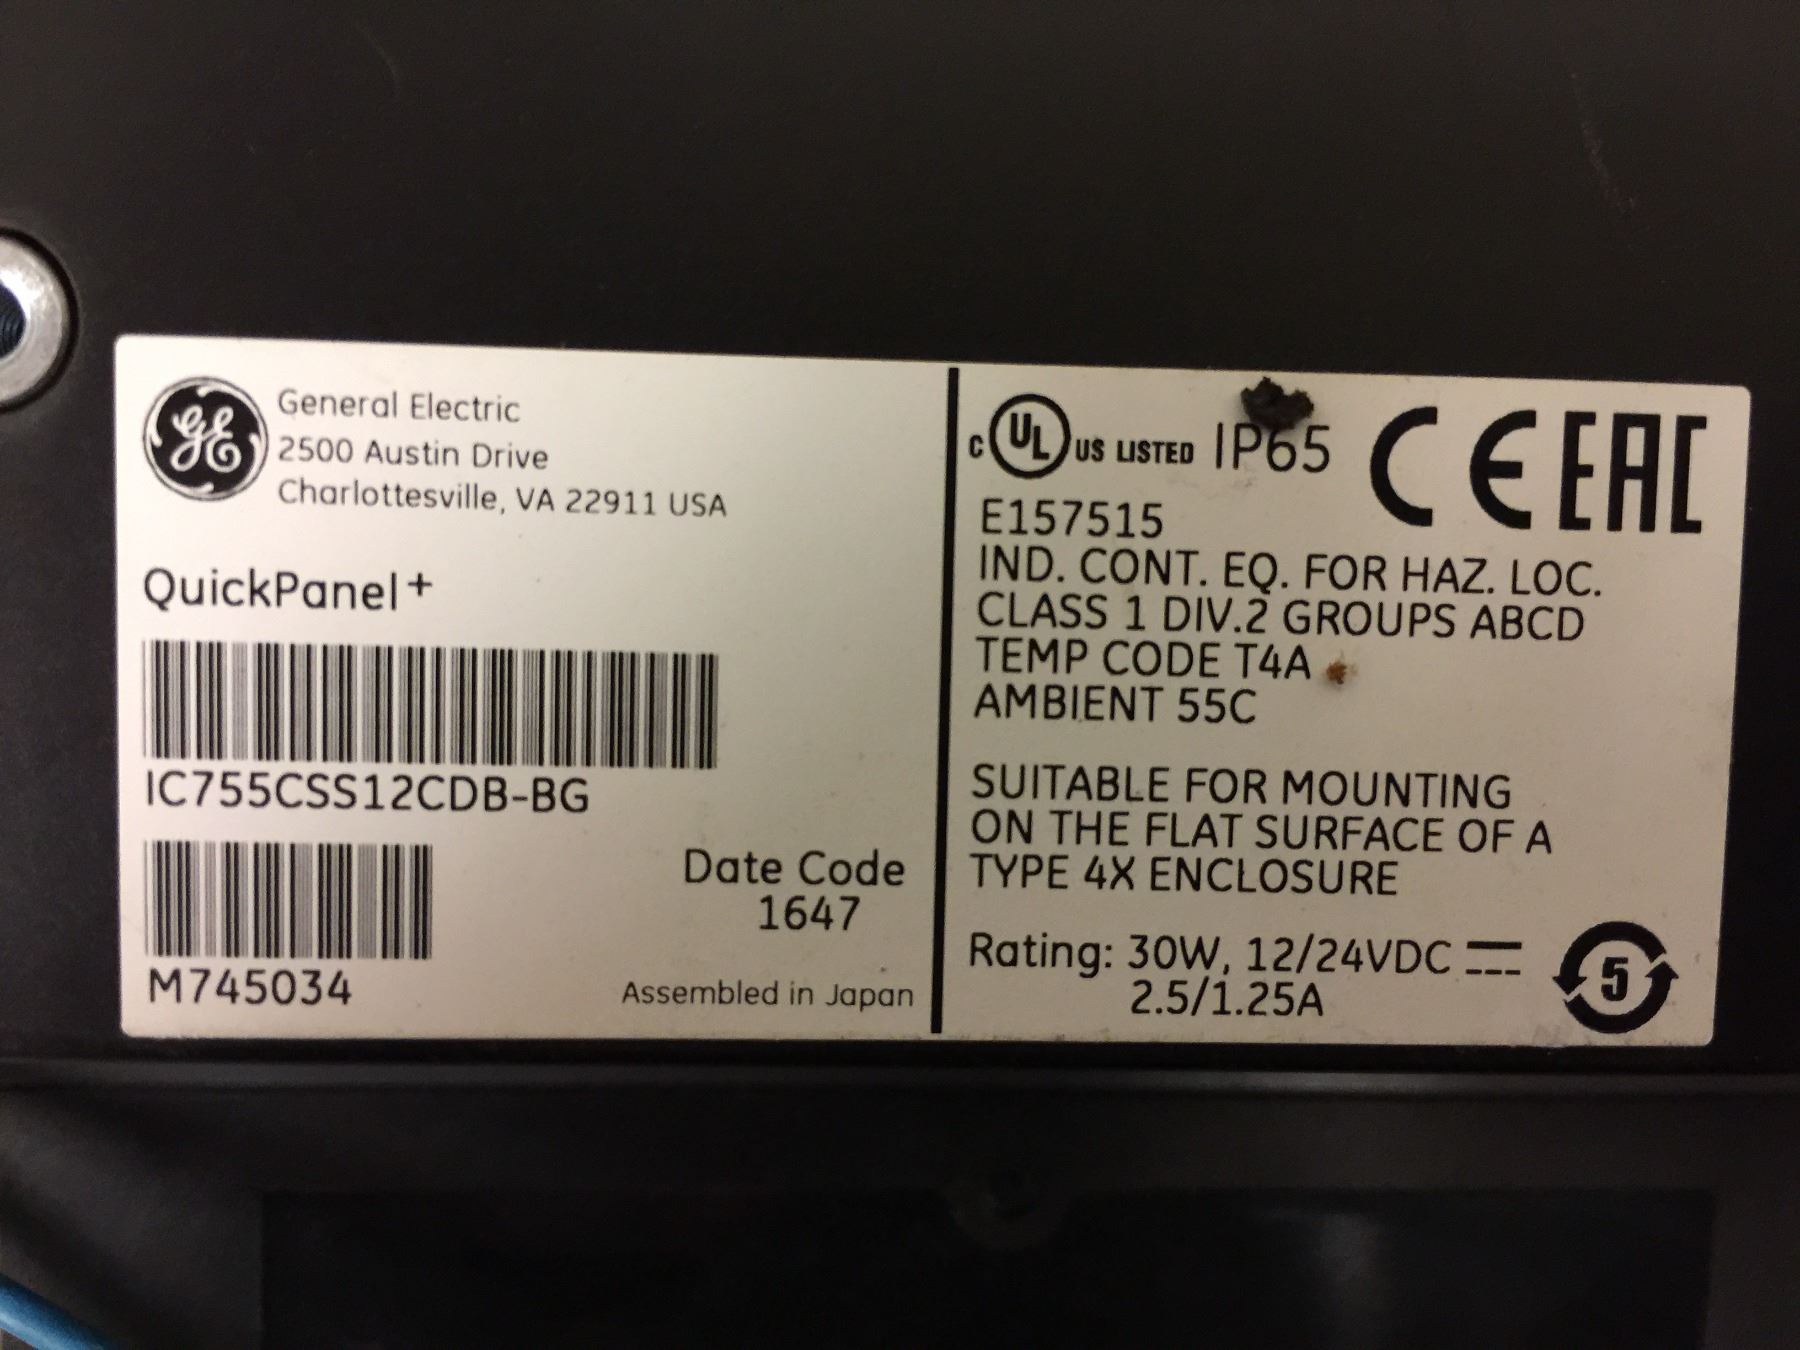 GE
General Electric
2500 Austin Drive
Charlottesville, VA 22911 USA
QuickPanel+
IC755CSS12CDB-BG
M745034
Date Code
1647
Assembled in Japan
C UL US LISTED IP65 CE EAC
E157515
IND. CONT. EQ. FOR HAZ. LOC.
CLASS 1 DIV.2 GROUPS ABCD
TEMP CODE T4A
AMBIENT 55C
SUITABLE FOR MOUNTING
ON THE FLAT SURFACE OF A
TYPE 4X ENCLOSURE
Rating: 30W, 12/24VDC
2.5/1.25A
5